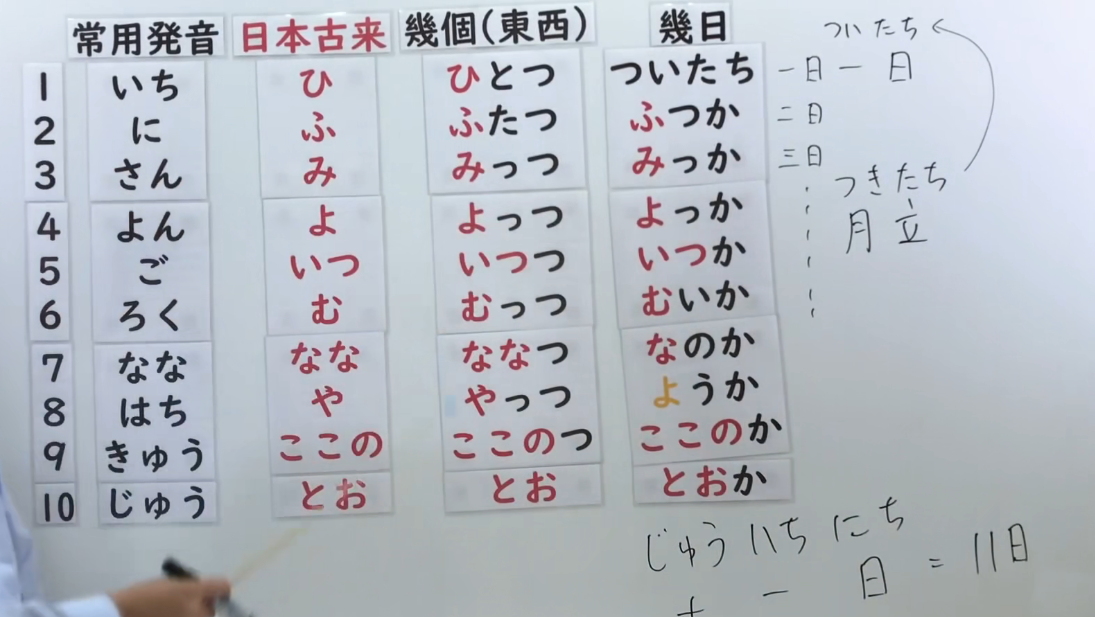 常用発音 日本古来 幾個(東西) 幾日
1 いち ひ ひとつ ついたち
2 に ふ ふたつ ふつか
3 さん み みっつ みっか
4 よん よ よっつ よっか
5 ご いつ いつつ いつか
6 ろく む むっつ むいか
7 なな なな ななつ なのか
8 はち や やっつ ようか
9 きゅう ここの ここのつ ここのか
10 じゅう とお とお とおか
ついたち
一日 一日
二日
三日
つきたち
月立
じゅういちにち
十一日=11日